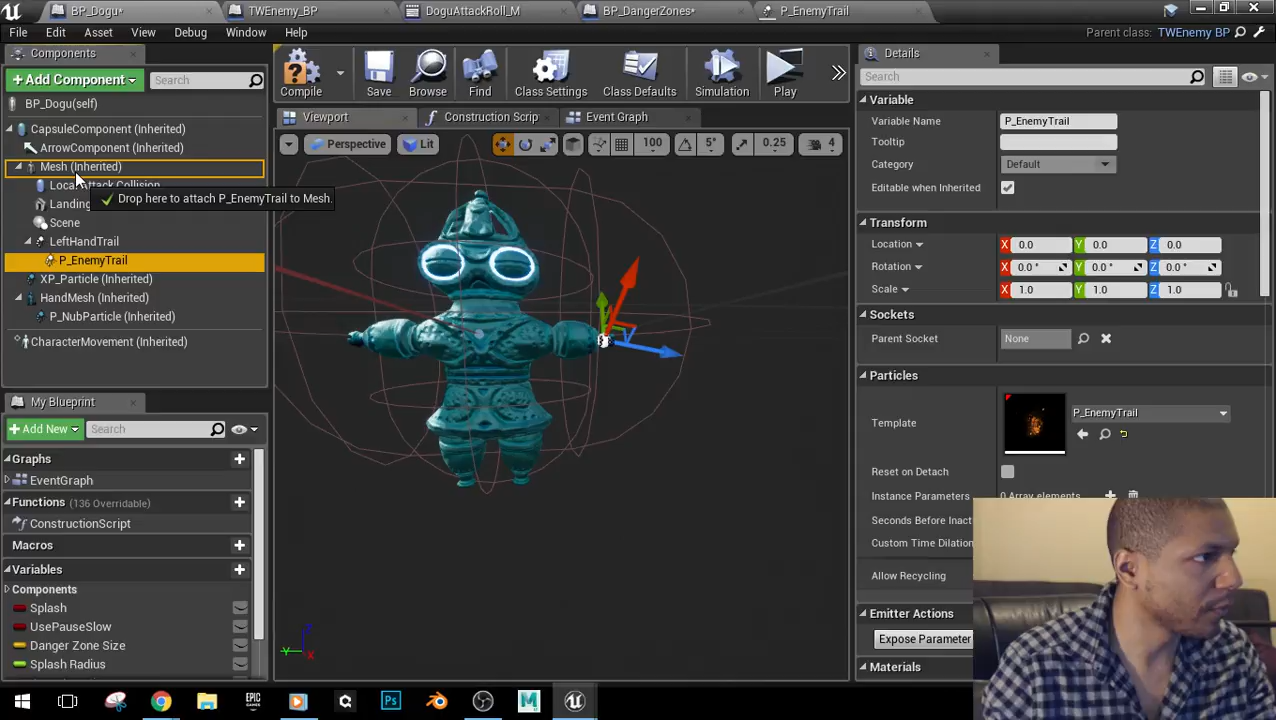 BP_Dogu*
TWEnemy_BP
DoguAttackRoll_M
BP_DangerZones*
P_EnemyTrail
File Edit Asset View Debug Window Help
Parent class: TWEnemy BP
Components
+Add Component
Search
BP_Dogu(self)
CapsuleComponent (Inherited)
ArrowComponent (Inherited)
Mesh (Inherited)
Local Attack Collision
Landing
Drop here to attach P_EnemyTrail to Mesh.
Scene
LeftHandTrail
P_EnemyTrail
XP_Particle (Inherited)
HandMesh (Inherited)
P_NubParticle (Inherited)
CharacterMovement (Inherited)
My Blueprint
+Add New
Search
Graphs
EventGraph
Functions (136 Overridable)
ConstructionScript
Macros
Variables
Components
Splash
UsePauseSlow
Danger Zone Size
Splash Radius
Compile
Save
Browse
Find
Class Settings
Class Defaults
Simulation
Play
Viewport
Construction Scrip
Event Graph
Perspective
Lit
100
5°
0.25
4
Z
Y
X
Details
Search
Variable
Variable Name P_EnemyTrail
Tooltip
Category Default
Editable when Inherited
Transform
Location X 0.0 Y 0.0 Z 0.0
Rotation X 0.0 ° Y 0.0 ° Z 0.0 °
Scale X 1.0 Y 1.0 Z 1.0
Sockets
Parent Socket None
Particles
Template P_EnemyTrail
Reset on Detach
Instance Parameters 0 Array elements
Seconds Before Inact
Custom Time Dilation
Allow Recycling
Emitter Actions
Expose Parameter
Materials